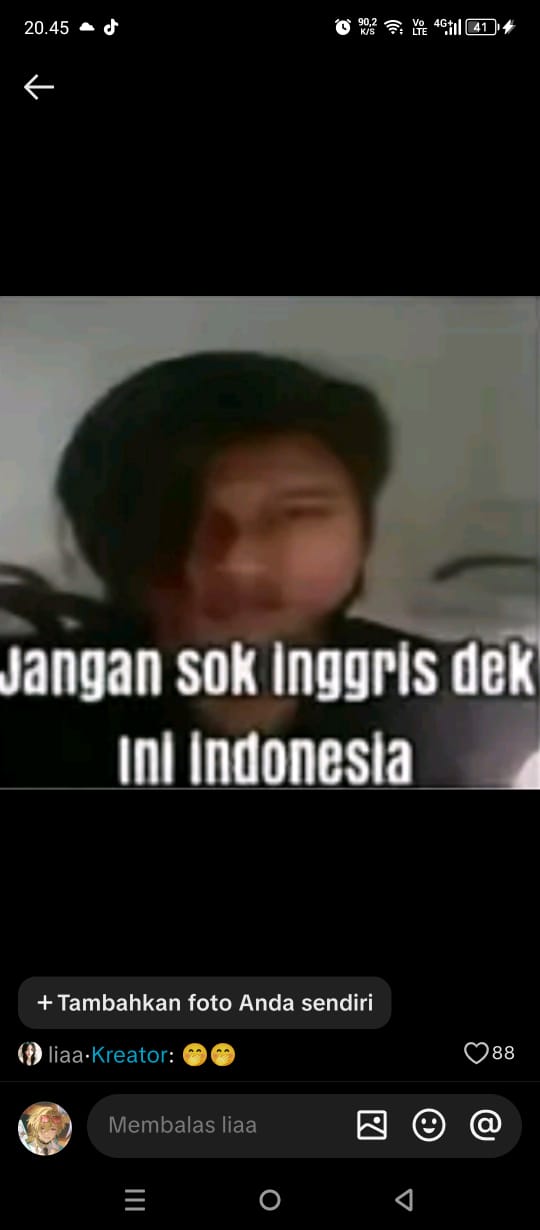 20.45
90,2
K/S
Vo
LTE
4G+
41
Jangan sok inggris dek
ini indonesia
+ Tambahkan foto Anda sendiri
liaa·Kreator: 🤭🤭
88
Membalas liaa